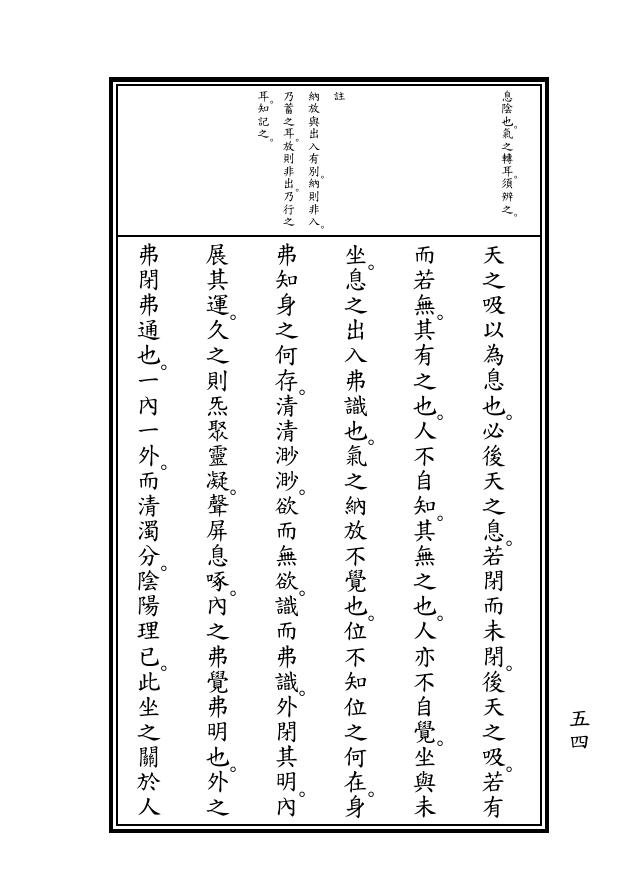 息陰也。氣之轉耳。須辨之。
註
納放與出入有別。納則非入。
乃蓄之耳。放則非出。乃行之
耳。知記之。
天之吸以為息也。必後天之息。若閉而未閉。後天之吸。若有
而若無。其有之也。人不自知。其無之也。人亦不自覺。坐與未
坐。息之出入弗識也。氣之納放不覺也。位不知位之何在。身
弗知身之何存。清清渺渺。欲而無欲。識而弗識。外閉其明。內
展其運。久之則炁聚靈凝。聲屏息啄。內之弗覺弗明也。外之
弗閉弗通也。一內一外。而清濁分。陰陽理已。此坐之關於人
五四